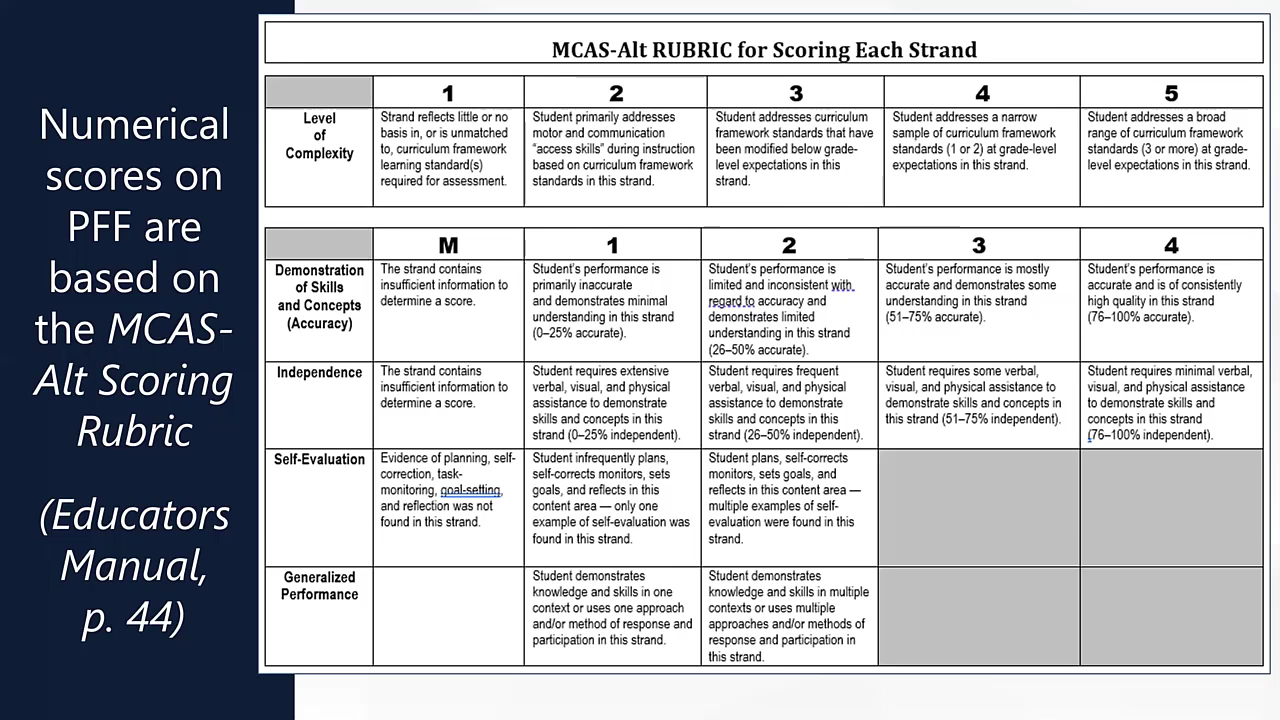 Numerical
scores on
PFF are
based on
the MCAS-
Alt Scoring
Rubric
(Educators
Manual,
p. 44)
MCAS-Alt RUBRIC for Scoring Each Strand
1
2
3
4
5
Level
of
Complexity
Strand reflects little or no
basis in, or is unmatched
to, curriculum framework
learning standard(s)
required for assessment.
Student primarily addresses
motor and communication
“access skills” during instruction
based on curriculum framework
standards in this strand.
Student addresses curriculum
framework standards that have
been modified below grade-
level expectations in this
strand.
Student addresses a narrow
sample of curriculum framework
standards (1 or 2) at grade-level
expectations in this strand.
Student addresses a broad
range of curriculum framework
standards (3 or more) at grade-
level expectations in this strand.
M
1
2
3
4
Demonstration
of Skills
and Concepts
(Accuracy)
The strand contains
insufficient information to
determine a score.
Student’s performance is
primarily inaccurate
and demonstrates minimal
understanding in this strand
(0–25% accurate).
Student’s performance is
limited and inconsistent with
regard to accuracy and
demonstrates limited
understanding in this strand
(26–50% accurate).
Student’s performance is mostly
accurate and demonstrates some
understanding in this strand
(51–75% accurate).
Student’s performance is
accurate and is of consistently
high quality in this strand
(76–100% accurate).
Independence
The strand contains
insufficient information to
determine a score.
Student requires extensive
verbal, visual, and physical
assistance to demonstrate
skills and concepts in this
strand (0–25% independent).
Student requires frequent
verbal, visual, and physical
assistance to demonstrate
skills and concepts in this
strand (26–50% independent).
Student requires some verbal,
visual, and physical assistance to
demonstrate skills and concepts in
this strand (51–75% independent).
Student requires minimal verbal,
visual, and physical assistance
to demonstrate skills and
concepts in this strand
(76–100% independent).
Self-Evaluation
Evidence of planning, self-
correction, task-
monitoring, goal-setting,
and reflection was not
found in this strand.
Student infrequently plans,
self-corrects monitors, sets
goals, and reflects in this
content area — only one
example of self-evaluation was
found in this strand.
Student plans, self-corrects
monitors, sets goals, and
reflects in this content area —
multiple examples of self-
evaluation were found in this
strand.
Generalized
Performance
Student demonstrates
knowledge and skills in one
context or uses one approach
and/or method of response and
participation in this strand.
Student demonstrates
knowledge and skills in multiple
contexts or uses multiple
approaches and/or methods of
response and participation in
this strand.